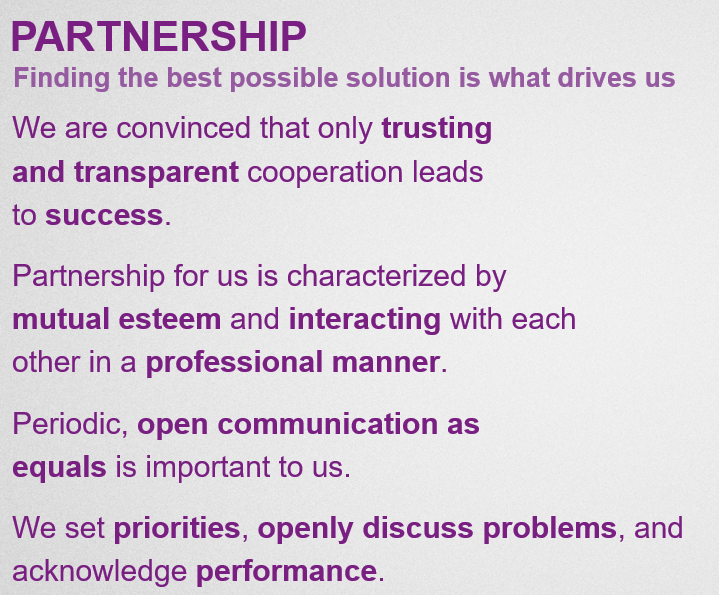 PARTNERSHIP
Finding the best possible solution is what drives us
We are convinced that only trusting
and transparent cooperation leads
to success.
Partnership for us is characterized by
mutual esteem and interacting with each
other in a professional manner.
Periodic, open communication as
equals is important to us.
We set priorities, openly discuss problems, and
acknowledge performance.